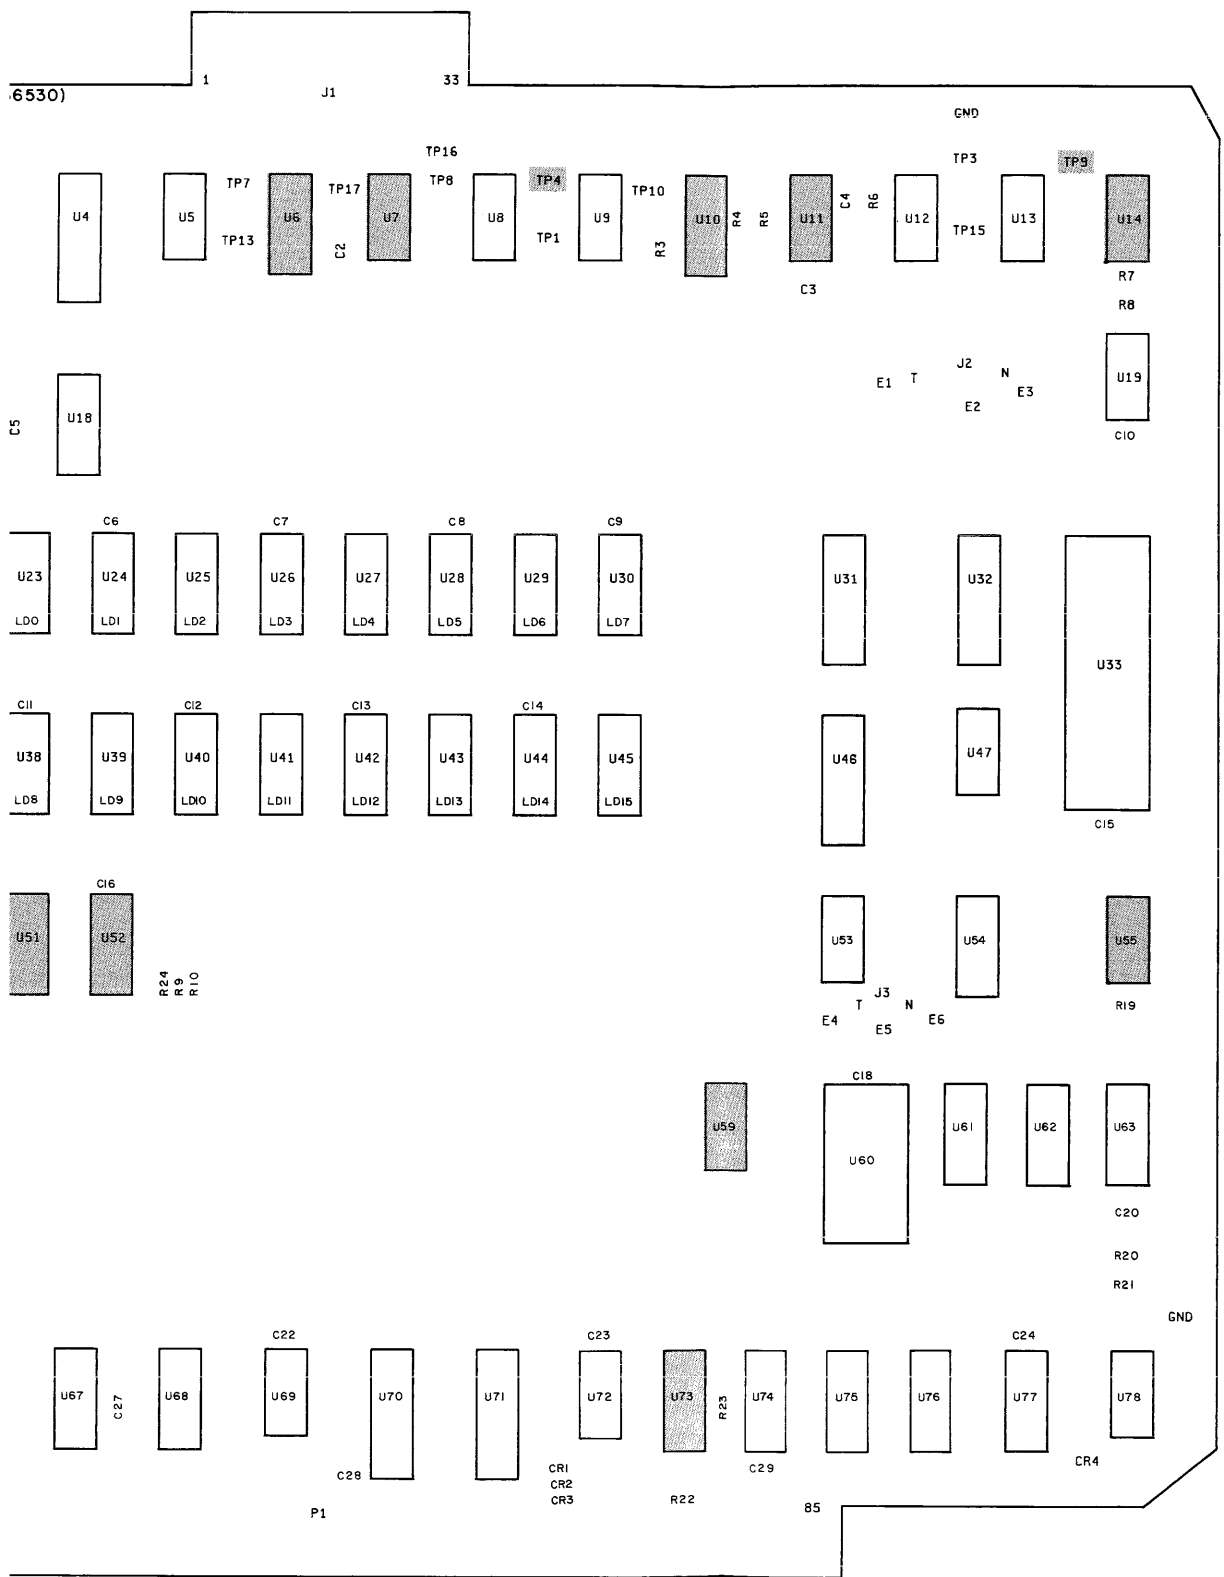 1 33
J1
6530)
GND
TP16 TP3
TP7 TP17 TP8 TP4 TP10 TP9
U4 U5 U6 U7 U8 U9 U10 R4 R5 U11 C4 R6 U12 U13 U14
TP13 C2 TP1 R3 TP15
C3 R7
R8
J2
E1 T N U19
E2 E3
C5 U18 C10
C6 C7 C8 C9
U23 U24 U25 U26 U27 U28 U29 U30 U31 U32
LD0 LD1 LD2 LD3 LD4 LD5 LD6 LD7
U33
C11 C12 C13 C14
U38 U39 U40 U41 U42 U43 U44 U45 U46 U47
LD8 LD9 LD10 LD11 LD12 LD13 LD14 LD15
C15
C16
U51 U52 U53 U54 U55
R24 R9 R10
J3
T N R19
E4 E5 E6
C18
U59 U61 U62 U63
U60
C20
R20
R21
GND
C22 C23 C24
U67 C27 U68 U69 U70 U71 U72 U73 R23 U74 U75 U76 U77 U78
C28 CR1 C29 CR4
CR2
CR3 R22
P1 85